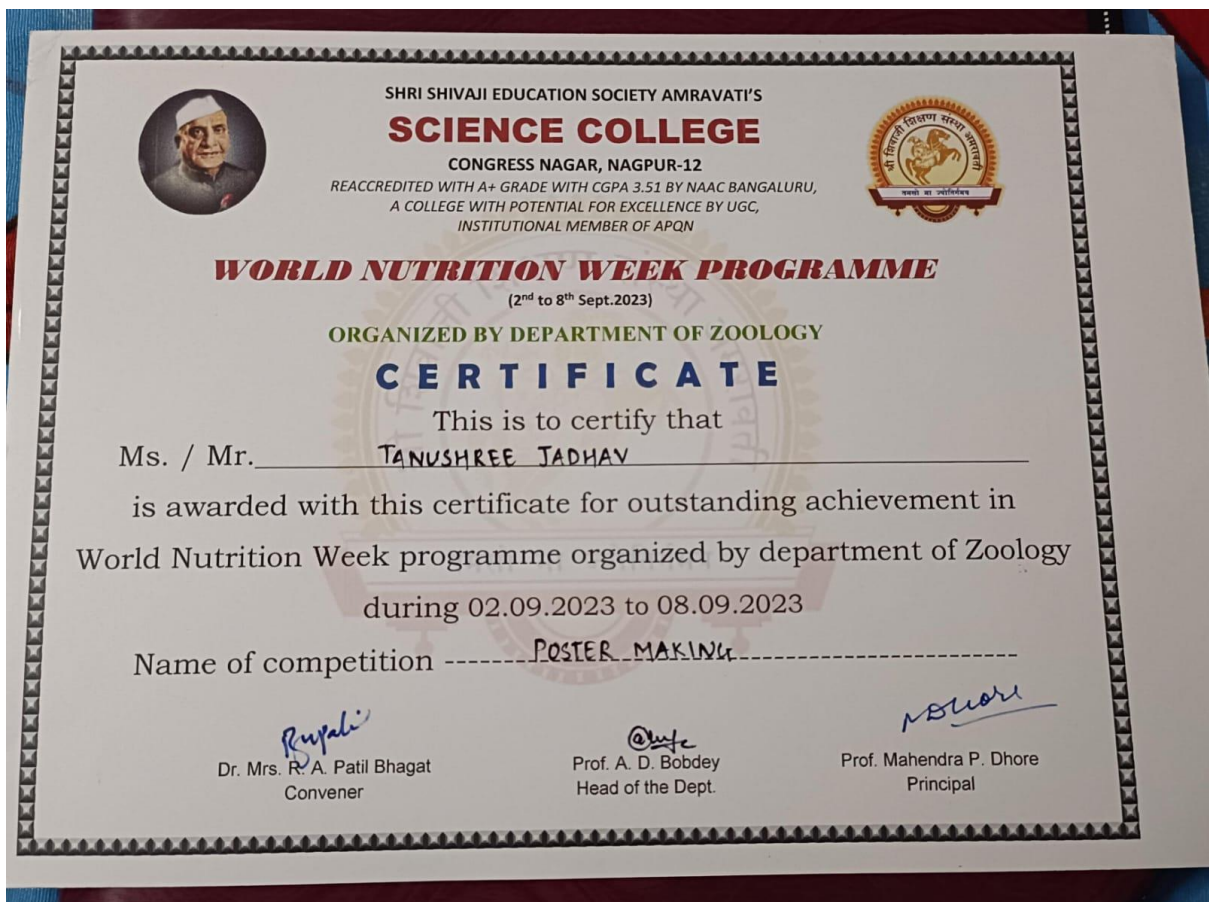 SHRI SHIVAJI EDUCATION SOCIETY AMRAVATI'S
SCIENCE COLLEGE
CONGRESS NAGAR, NAGPUR-12
REACCREDITED WITH A+ GRADE WITH CGPA 3.51 BY NAAC BANGALURU,
A COLLEGE WITH POTENTIAL FOR EXCELLENCE BY UGC,
INSTITUTIONAL MEMBER OF APQN
श्री शिवाजी शिक्षण संस्था अमरावती
तमसो मा ज्योतिर्गमय
WORLD NUTRITION WEEK PROGRAMME
(2nd to 8th Sept.2023)
ORGANIZED BY DEPARTMENT OF ZOOLOGY
CERTIFICATE
This is to certify that
Ms. / Mr. TANUSHREE JADHAV
is awarded with this certificate for outstanding achievement in
World Nutrition Week programme organized by department of Zoology
during 02.09.2023 to 08.09.2023
Name of competition ------- POSTER MAKING
Rupali
Dr. Mrs. R. A. Patil Bhagat
Convener
Prof. A. D. Bobdey
Head of the Dept.
Prof. Mahendra P. Dhore
Principal